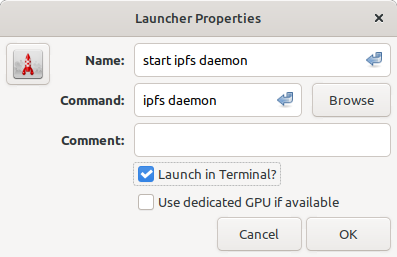 Launcher Properties
Name: start ipfs daemon
Command: ipfs daemon Browse
Comment:
Launch in Terminal?
Use dedicated GPU if available
Cancel OK